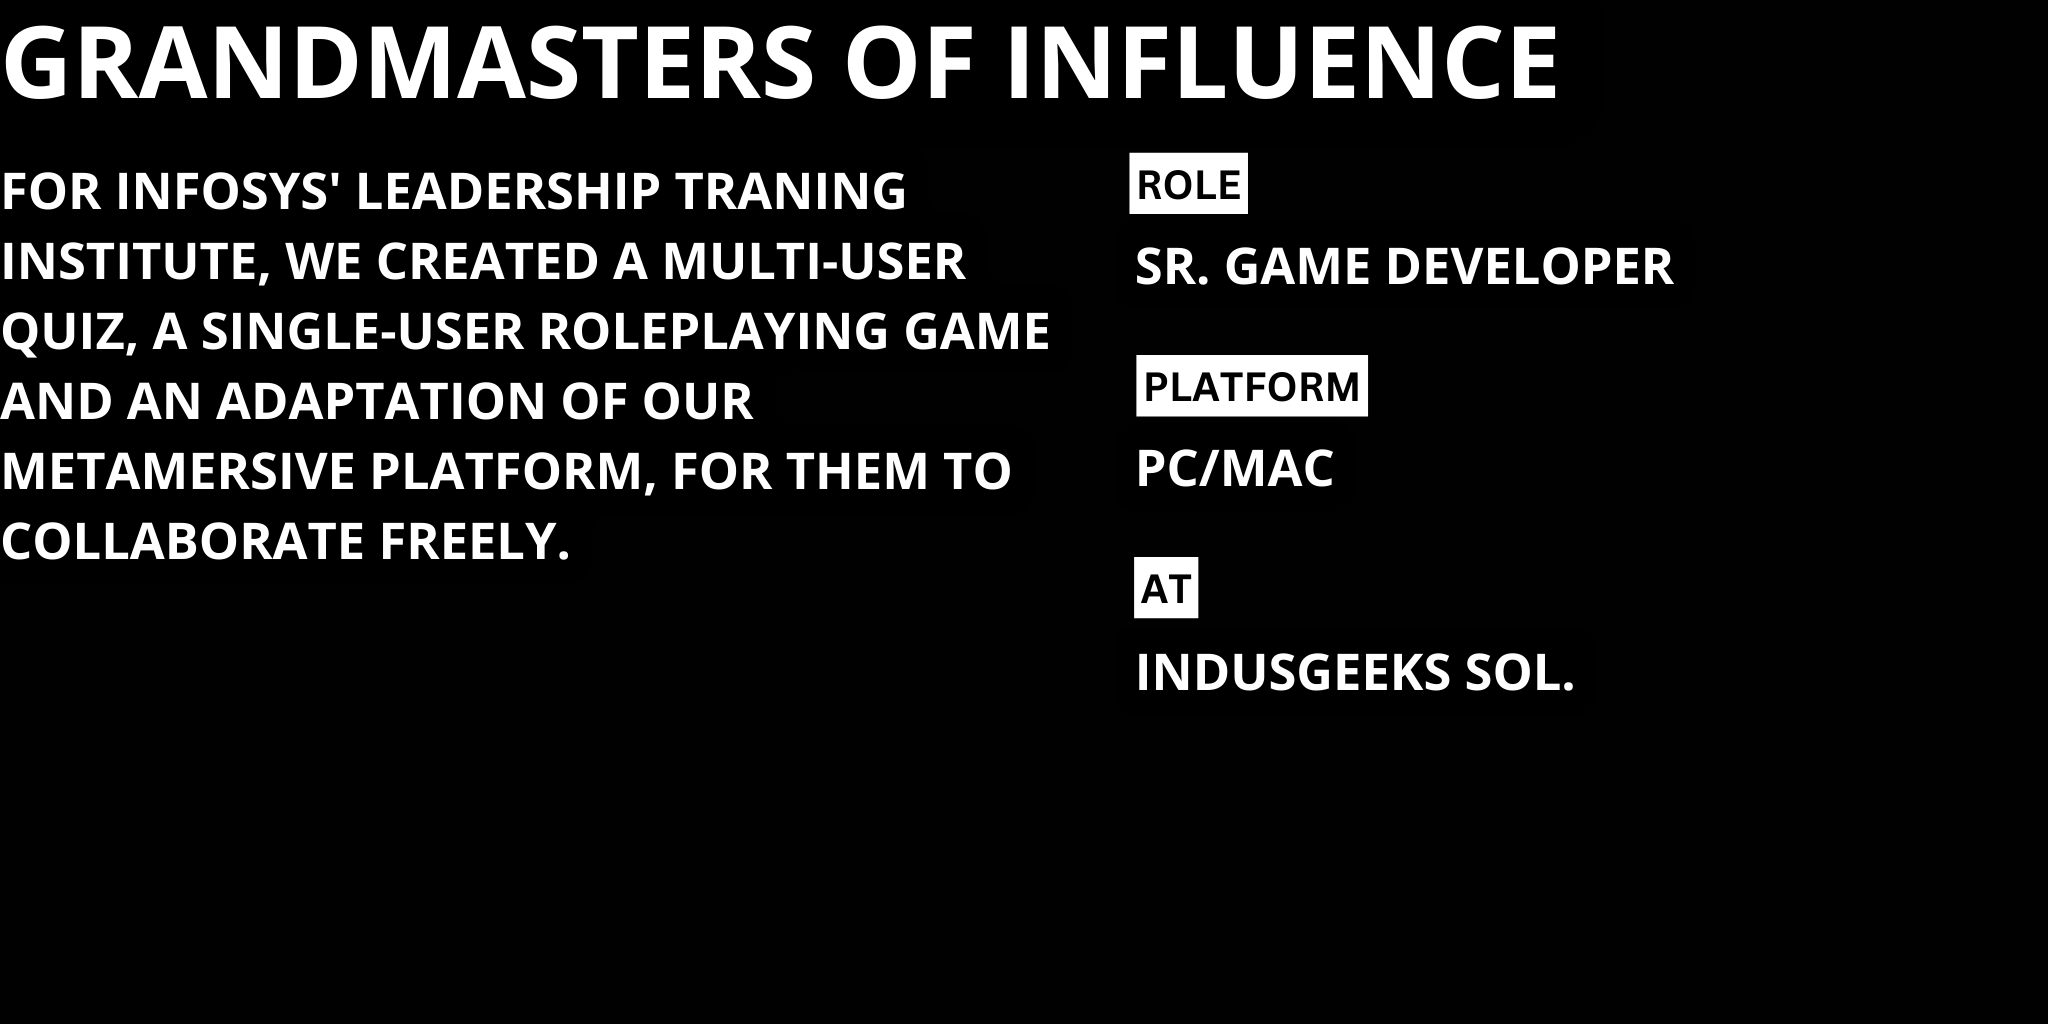 GRANDMASTERS OF INFLUENCE
FOR INFOSYS' LEADERSHIP TRANING
INSTITUTE, WE CREATED A MULTI-USER
QUIZ, A SINGLE-USER ROLEPLAYING GAME
AND AN ADAPTATION OF OUR
METAMERSIVE PLATFORM, FOR THEM TO
COLLABORATE FREELY.
ROLE
SR. GAME DEVELOPER
PLATFORM
PC/MAC
AT
INDUSGEEKS SOL.